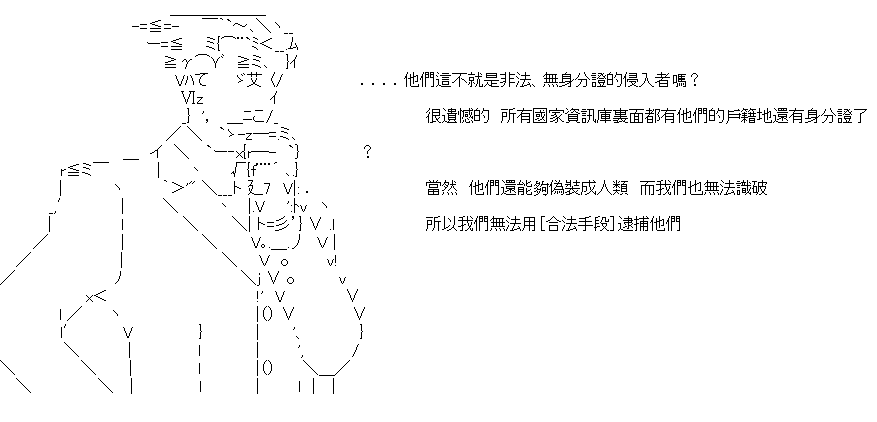 ....他們這不就是非法、無身分證的侵入者嗎？
很遺憾的 所有國家資訊庫裏面都有他們的戶籍地還有身分證了
？
當然 他們還能夠偽裝成人類 而我們也無法識破
所以我們無法用[合法手段]逮捕他們